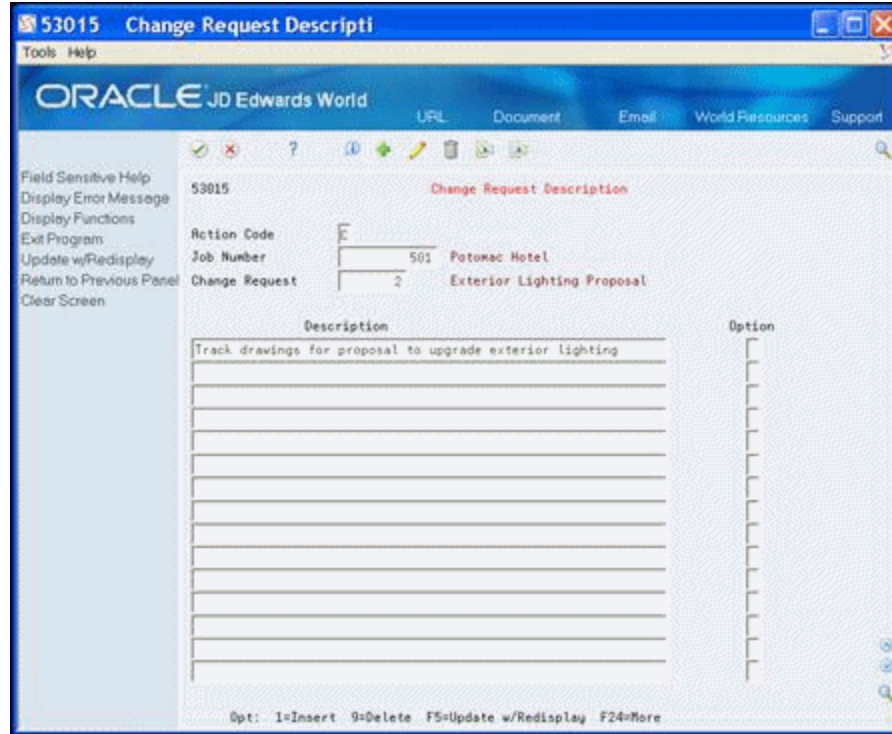 53015 Change Request Descripti
Tools Help
ORACLE JD Edwards World
URL Document Email World Resources Support
Field Sensitive Help
Display Error Message
Display Functions
Exit Program
Update w/Redisplay
Return to Previous Panel
Clear Screen
53015 Change Request Description
Action Code
Job Number 501 Potomac Hotel
Change Request 2 Exterior Lighting Proposal
Description Option
Track drawings for proposal to upgrade exterior lighting
Opt: 1=Insert 9=Delete F5=Update w/Redisplay F24=More